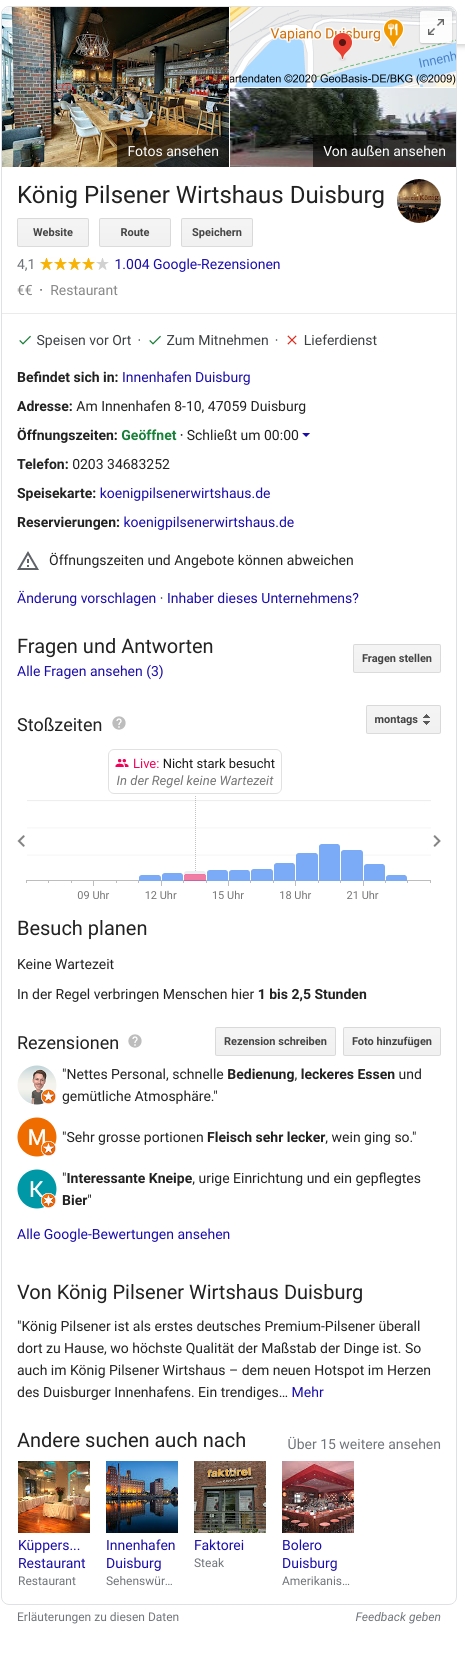 Vapiano Duisburg
Innenh
artendaten ©2020 GeoBasis-DE/BKG (©2009)
Fotos ansehen
Von außen ansehen
König Pilsener Wirtshaus Duisburg
Website
Route
Speichern
4,1 1.004 Google-Rezensionen
€€ · Restaurant
Speisen vor Ort · Zum Mitnehmen · Lieferdienst
Befindet sich in: Innenhafen Duisburg
Adresse: Am Innenhafen 8-10, 47059 Duisburg
Öffnungszeiten: Geöffnet · Schließt um 00:00
Telefon: 0203 34683252
Speisekarte: koenigpilsenerwirtshaus.de
Reservierungen: koenigpilsenerwirtshaus.de
Öffnungszeiten und Angebote können abweichen
Änderung vorschlagen · Inhaber dieses Unternehmens?
Fragen und Antworten
Alle Fragen ansehen (3)
Fragen stellen
Stoßzeiten ?
montags
Live: Nicht stark besucht
In der Regel keine Wartezeit
09 Uhr 12 Uhr 15 Uhr 18 Uhr 21 Uhr
Besuch planen
Keine Wartezeit
In der Regel verbringen Menschen hier 1 bis 2,5 Stunden
Rezensionen ?
Rezension schreiben
Foto hinzufügen
"Nettes Personal, schnelle Bedienung, leckeres Essen und
gemütliche Atmosphäre."
M
"Sehr grosse portionen Fleisch sehr lecker, wein ging so."
K
"Interessante Kneipe, urige Einrichtung und ein gepflegtes
Bier"
Alle Google-Bewertungen ansehen
Von König Pilsener Wirtshaus Duisburg
"König Pilsener ist als erstes deutsches Premium-Pilsener überall
dort zu Hause, wo höchste Qualität der Maßstab der Dinge ist. So
auch im König Pilsener Wirtshaus – dem neuen Hotspot im Herzen
des Duisburger Innenhafens. Ein trendiges… Mehr
Andere suchen auch nach
Über 15 weitere ansehen
faktorei
Küppers...
Restaurant
Restaurant
Innenhafen
Duisburg
Sehenswür…
Faktorei
Steak
Bolero
Duisburg
Amerikanis…
Erläuterungen zu diesen Daten
Feedback geben